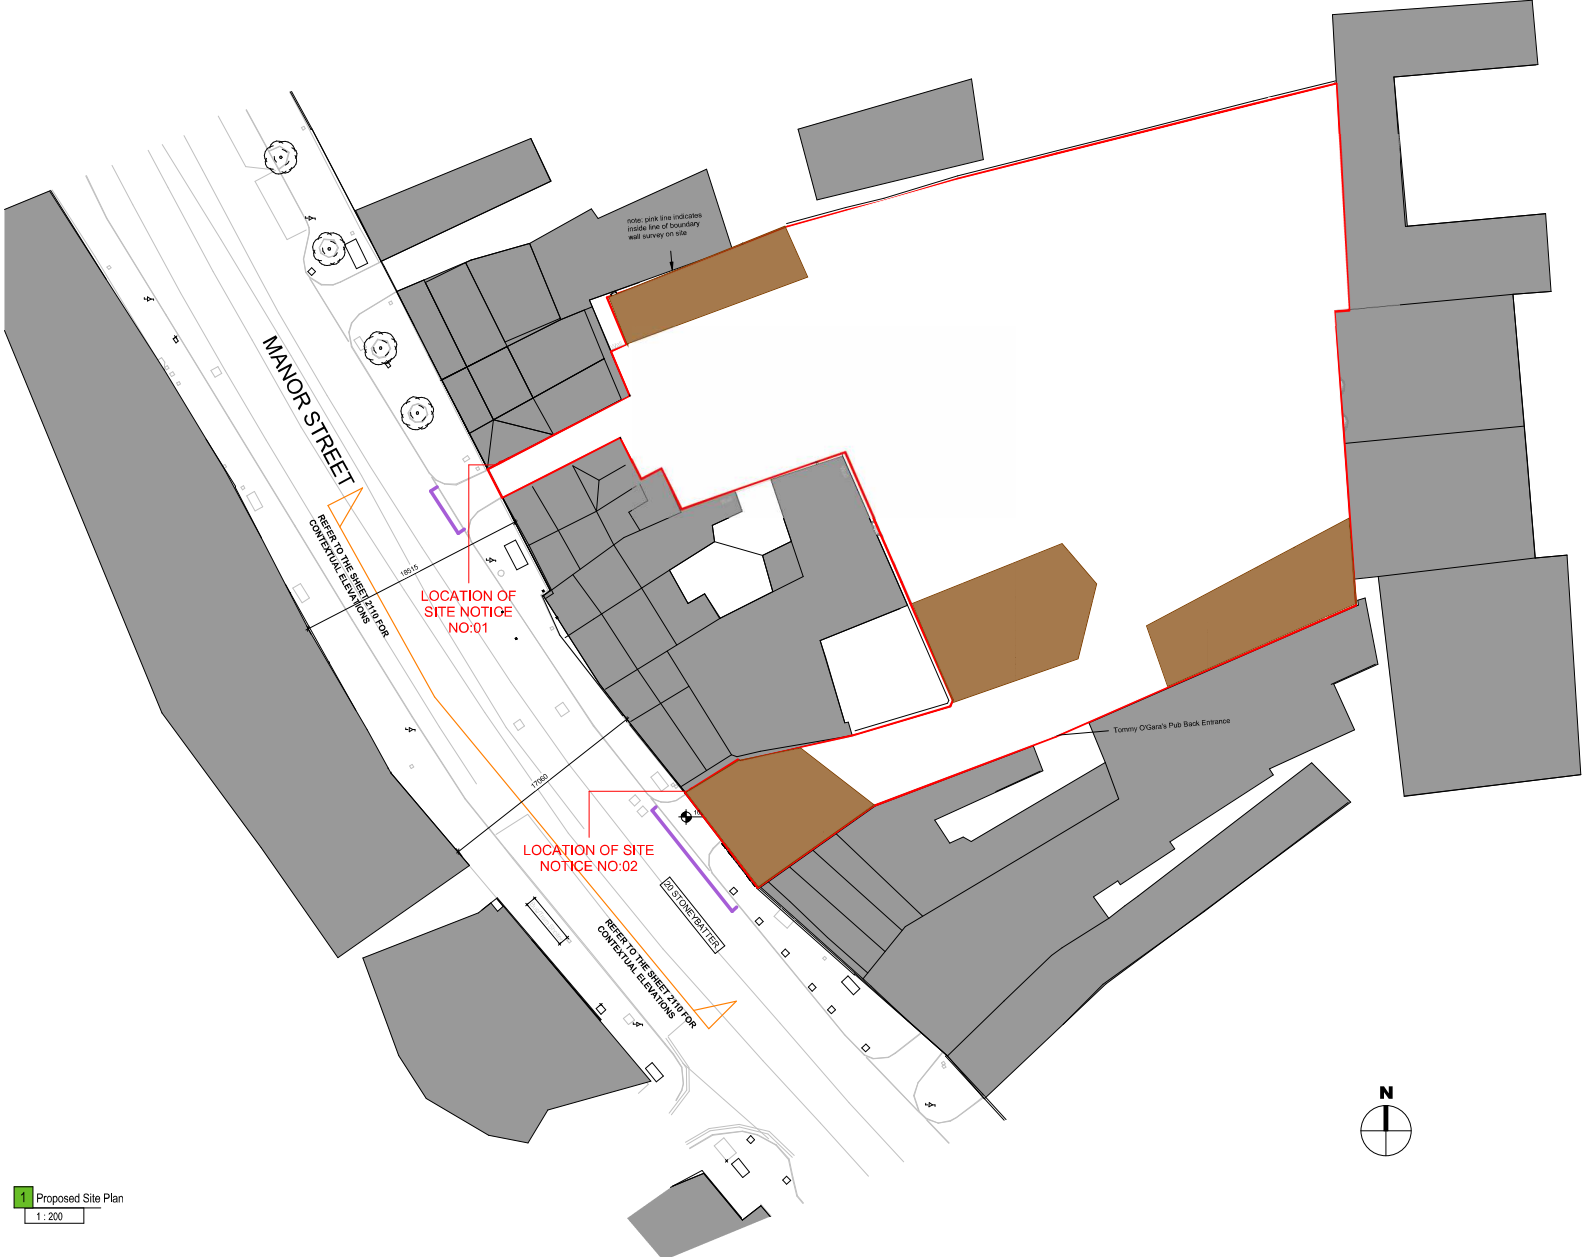 note: pink line indicates
inside line of boundary
wall survey on site
MANOR STREET
REFER TO THE SHEET 2110 FOR
CONTEXTUAL ELEVATIONS
18515
LOCATION OF
SITE NOTICE
NO:01
Tommy O'Gara's Pub Back Entrance
17060
LOCATION OF SITE
NOTICE NO:02
20 STONEYBATTER
REFER TO THE SHEET 2110 FOR
CONTEXTUAL ELEVATIONS
N
1 Proposed Site Plan
1 : 200